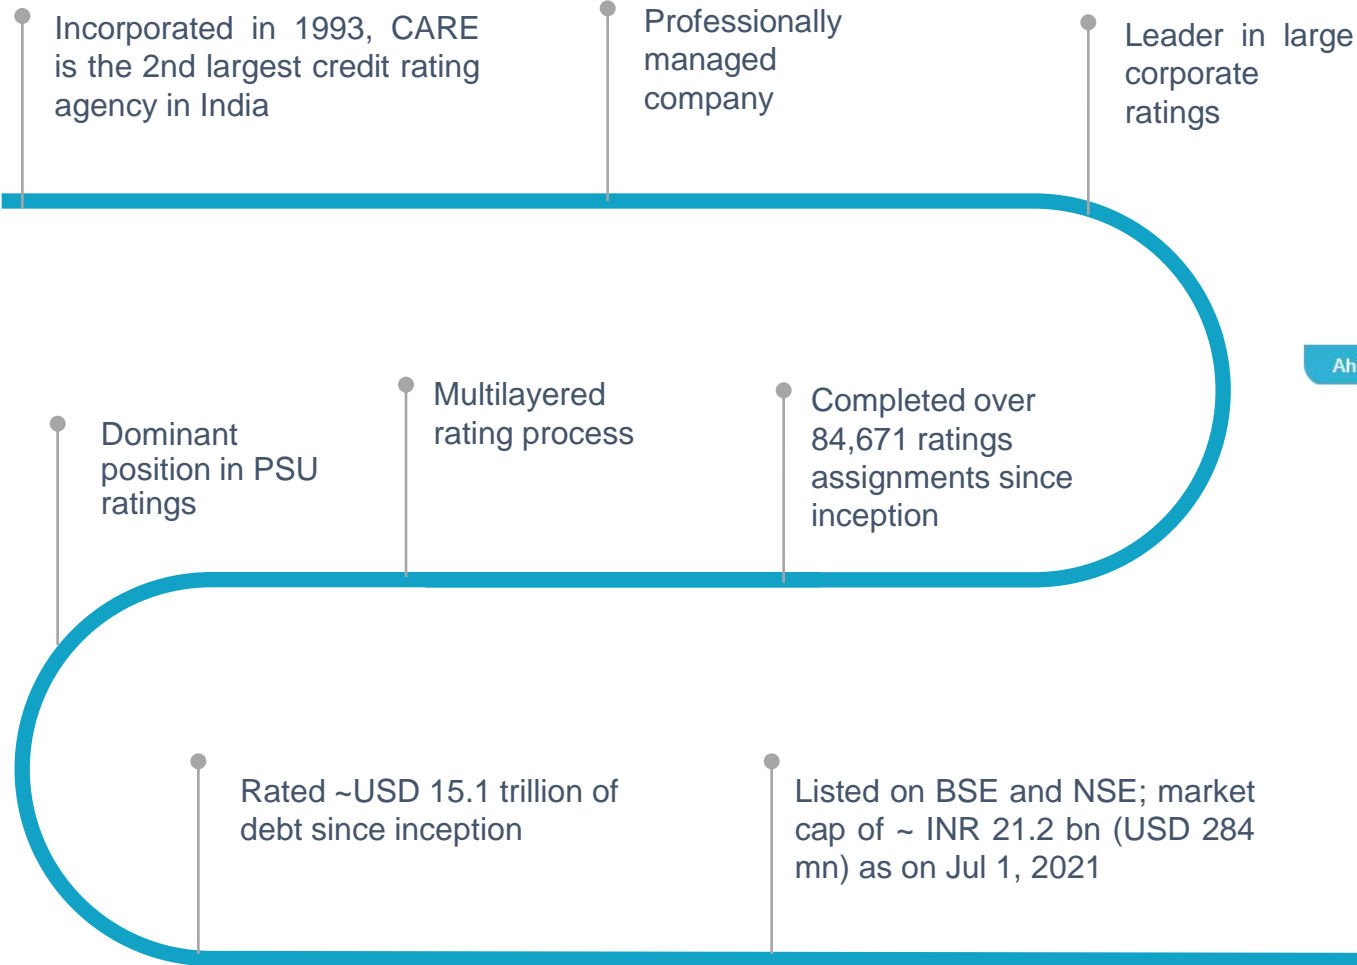 Incorporated in 1993, CARE
is the 2nd largest credit rating
agency in India
Professionally
managed
company
Leader in large
corporate
ratings
Ah
Dominant
position in PSU
ratings
Multilayered
rating process
Completed over
84,671 ratings
assignments since
inception
Rated ~USD 15.1 trillion of
debt since inception
Listed on BSE and NSE; market
cap of ~ INR 21.2 bn (USD 284
mn) as on Jul 1, 2021